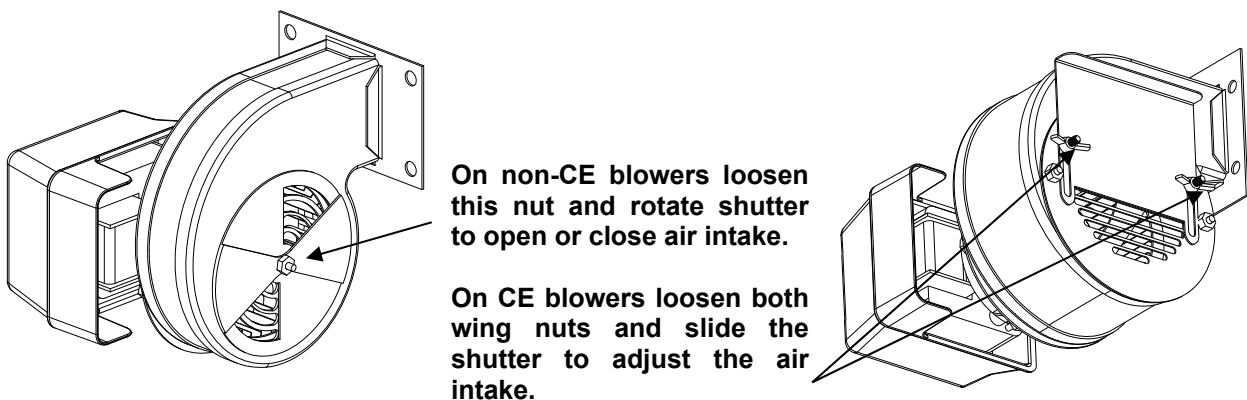 On non-CE blowers loosen
this nut and rotate shutter
to open or close air intake.
On CE blowers loosen both
wing nuts and slide the
shutter to adjust the air
intake.